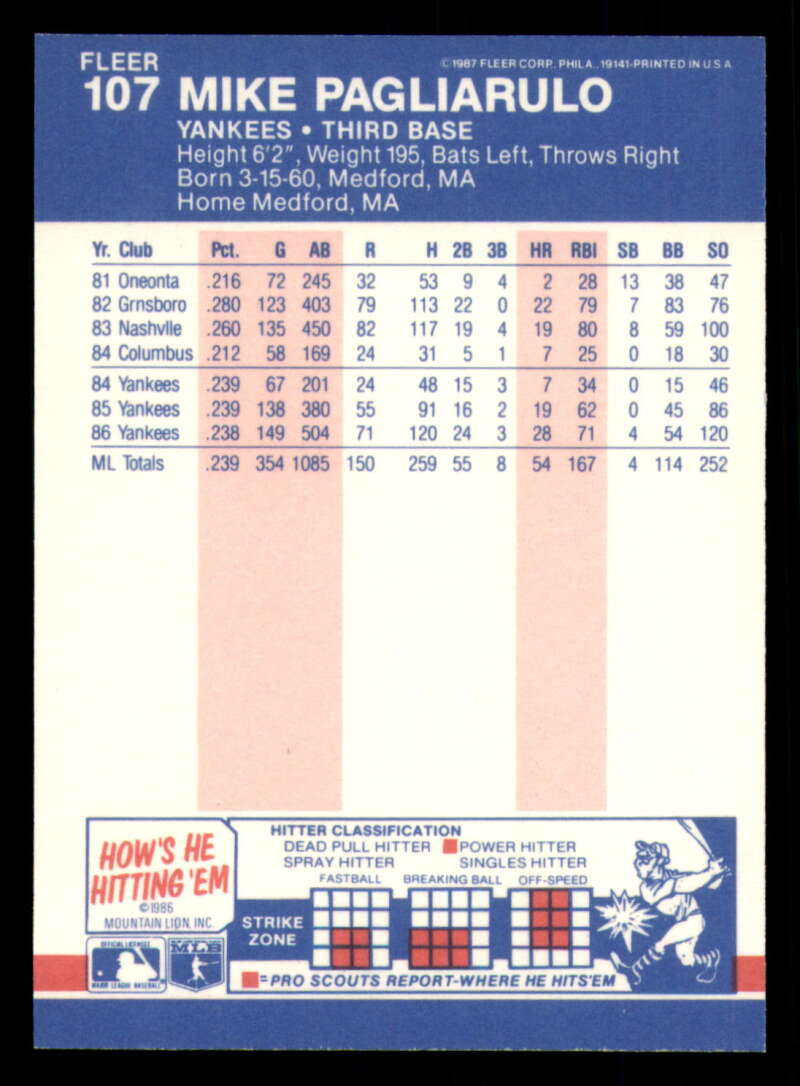 FLEER
©1987 FLEER CORP. PHILA., 19141-PRINTED IN U.S.A
107 MIKE PAGLIARULO
YANKEES • THIRD BASE
Height 6'2", Weight 195, Bats Left, Throws Right
Born 3-15-60, Medford, MA
Home Medford, MA
Yr. Club Pct. G AB R H 2B 3B HR RBI SB BB SO
81 Oneonta .216 72 245 32 53 9 4 2 28 13 38 47
82 Grnsboro .280 123 403 79 113 22 0 22 79 7 83 76
83 Nashvlle .260 135 450 82 117 19 4 19 80 8 59 100
84 Columbus .212 58 169 24 31 5 1 7 25 0 18 30
84 Yankees .239 67 201 24 48 15 3 7 34 0 15 46
85 Yankees .239 138 380 55 91 16 2 19 62 0 45 86
86 Yankees .238 149 504 71 120 24 3 28 71 4 54 120
ML Totals .239 354 1085 150 259 55 8 54 167 4 114 252
HOW'S HE
HITTING 'EM
©1986
MOUNTAIN LION, INC.
HITTER CLASSIFICATION
DEAD PULL HITTER POWER HITTER
SPRAY HITTER SINGLES HITTER
FASTBALL BREAKING BALL OFF-SPEED
STRIKE
ZONE
=PRO SCOUTS REPORT-WHERE HE HITS'EM
OFFICIAL LICENSEE
MAJOR LEAGUE BASEBALL
MLB